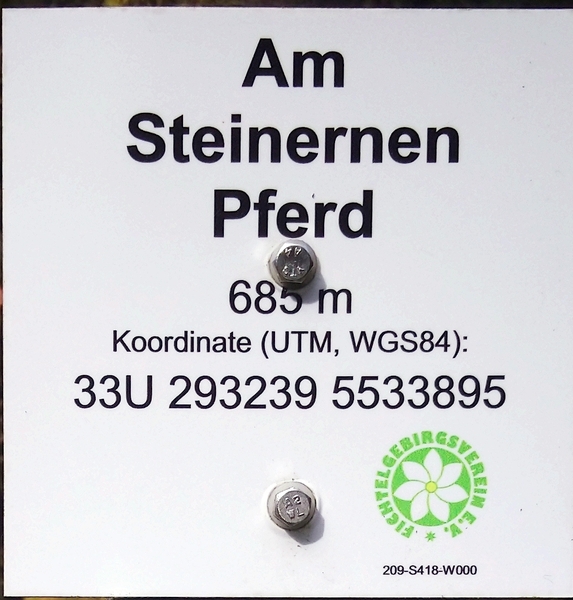 Am
Steinernen
Pferd
685 m
Koordinate (UTM, WGS84):
33U 293239 5533895
FICHTELGEBIRGSVEREIN E.V.
209-S418-W000